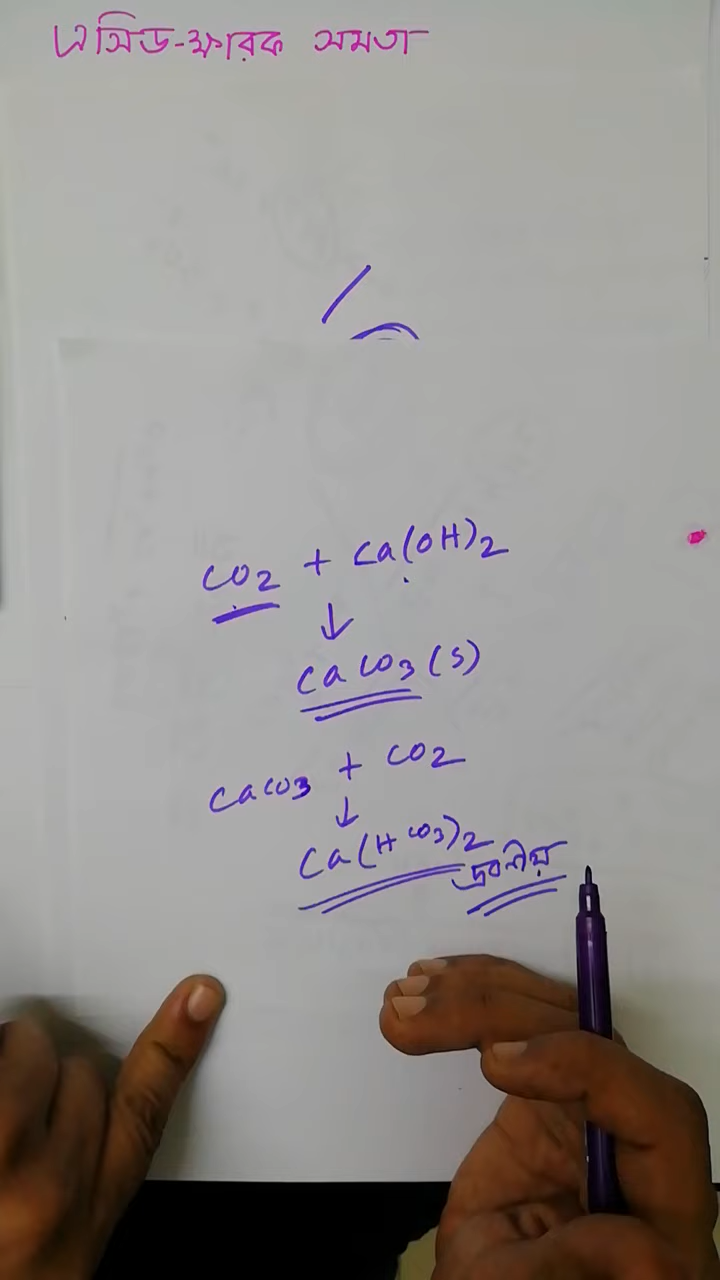 এসিড-ক্ষারক সমতা
CO2 + Ca(OH)2
↓
CaCO3(s)
CaCO3 + CO2
↓
Ca(HCO3)2
দ্রবনীয়